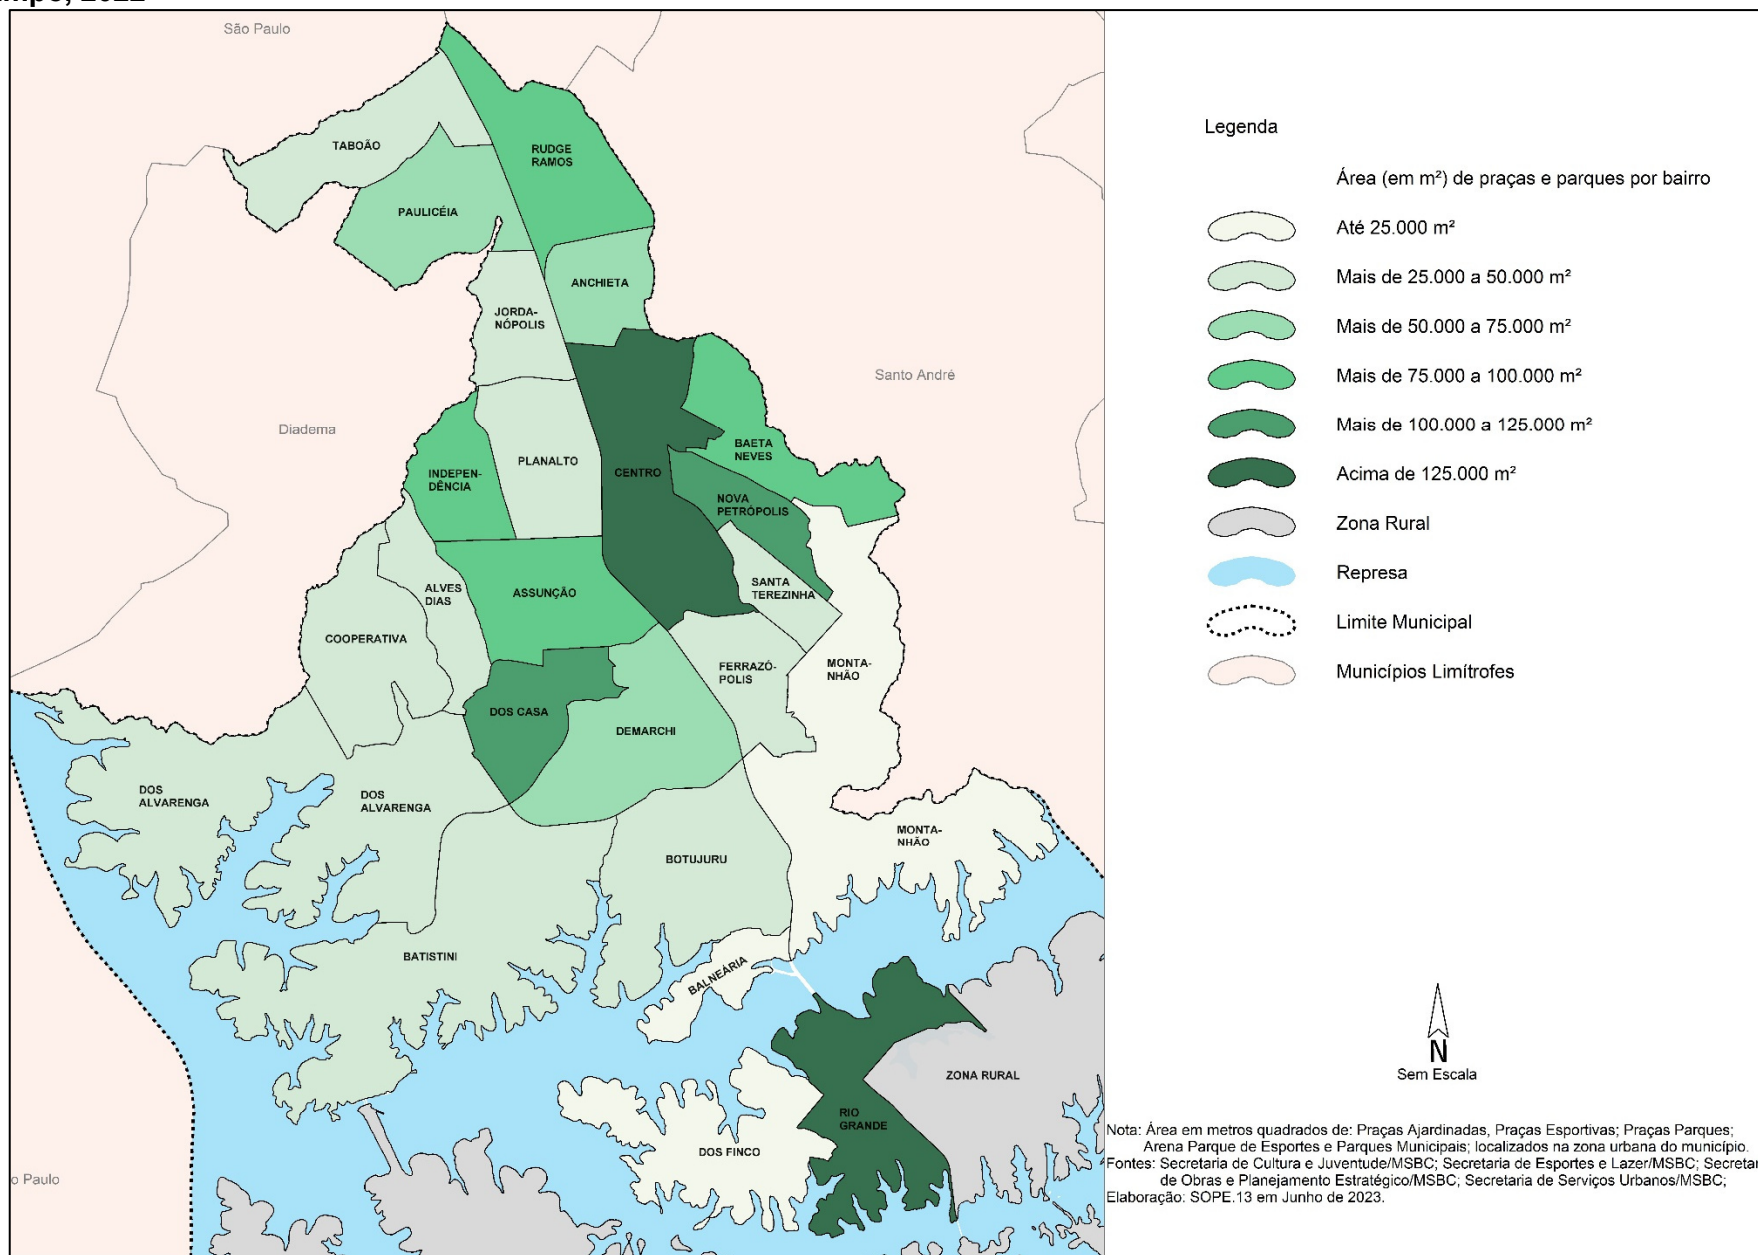 São Paulo
TABOÃO
RUDGE
RAMOS
PAULICÉIA
ANCHIETA
JORDA-
NÓPOLIS
Santo André
Diadema
PLANALTO
BAETA
NEVES
INDEPEN-
DÊNCIA
CENTRO
NOVA
PETRÓPOLIS
ALVES
DIAS
ASSUNÇÃO
SANTA
TEREZINHA
COOPERATIVA
FERRAZÓ-
POLIS
MONTA-
NHÃO
DOS CASA
DEMARCHI
DOS
ALVARENGA
DOS
ALVARENGA
MONTA-
NHÃO
BOTUJURU
BATISTINI
BALNEÁRIA
ZONA RURAL
RIO
GRANDE
DOS FINCO
o Paulo
Legenda
Área (em m²) de praças e parques por bairro
Até 25.000 m²
Mais de 25.000 a 50.000 m²
Mais de 50.000 a 75.000 m²
Mais de 75.000 a 100.000 m²
Mais de 100.000 a 125.000 m²
Acima de 125.000 m²
Zona Rural
Represa
Limite Municipal
Municípios Limítrofes
N
Sem Escala
Nota: Área em metros quadrados de: Praças Ajardinadas, Praças Esportivas; Praças Parques;
Arena Parque de Esportes e Parques Municipais; localizados na zona urbana do município.
Fontes: Secretaria de Cultura e Juventude/MSBC; Secretaria de Esportes e Lazer/MSBC; Secretar
de Obras e Planejamento Estratégico/MSBC; Secretaria de Serviços Urbanos/MSBC;
Elaboração: SOPE.13 em Junho de 2023.